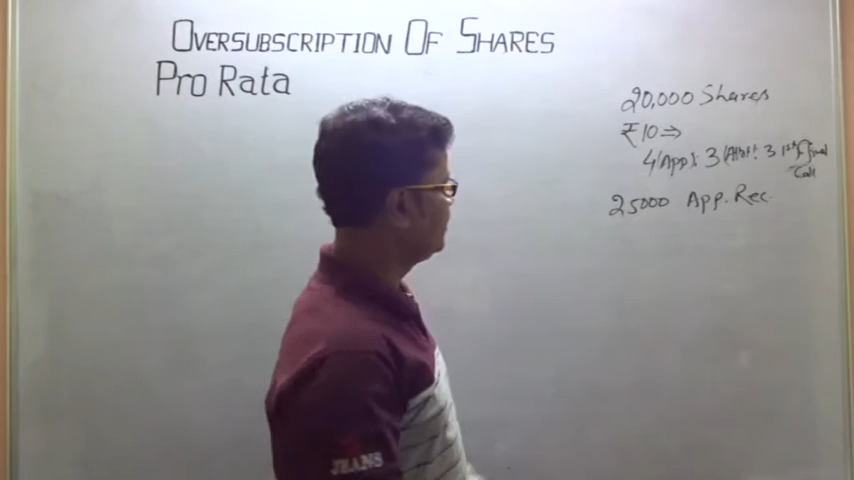 OVERSUBSCRIPTION OF SHARES
Pro Rata
20,000 Shares
₹10 ⇒
4(App): 3(Allot: 3 1st & Final
Call
25000 App. Rec.
JEANS